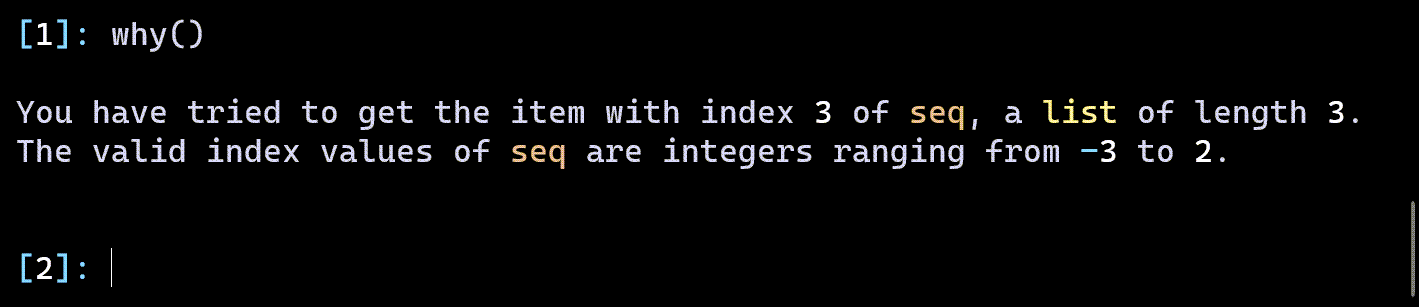 [1]: why()
You have tried to get the item with index 3 of seq, a list of length 3.
The valid index values of seq are integers ranging from -3 to 2.
[2]: